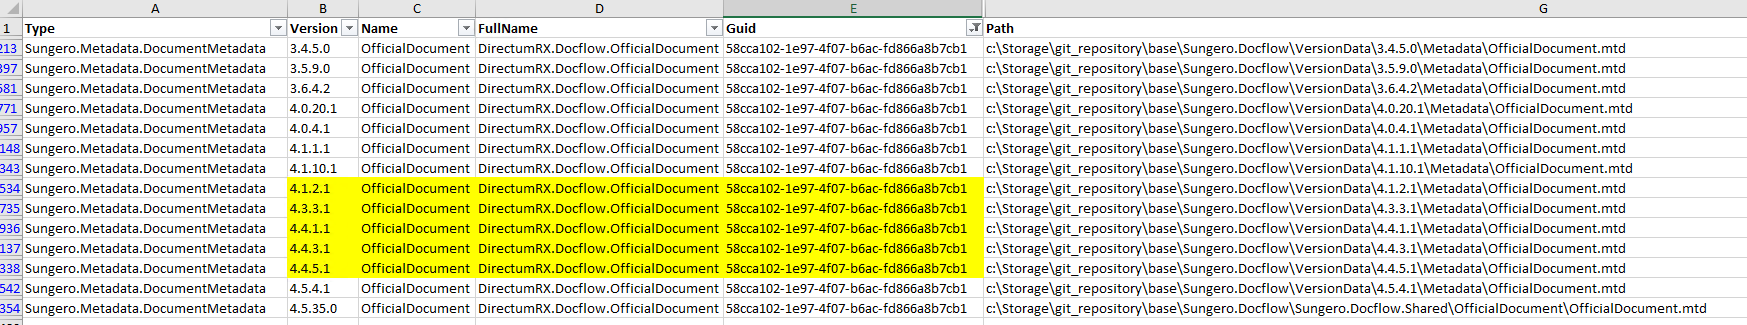 A B C D E G
1 Type Version Name FullName Guid Path
213 Sungero.Metadata.DocumentMetadata 3.4.5.0 OfficialDocument DirectumRX.Docflow.OfficialDocument 58cca102-1e97-4f07-b6ac-fd866a8b7cb1 c:\Storage\git_repository\base\Sungero.Docflow\VersionData\3.4.5.0\Metadata\OfficialDocument.mtd
397 Sungero.Metadata.DocumentMetadata 3.5.9.0 OfficialDocument DirectumRX.Docflow.OfficialDocument 58cca102-1e97-4f07-b6ac-fd866a8b7cb1 c:\Storage\git_repository\base\Sungero.Docflow\VersionData\3.5.9.0\Metadata\OfficialDocument.mtd
581 Sungero.Metadata.DocumentMetadata 3.6.4.2 OfficialDocument DirectumRX.Docflow.OfficialDocument 58cca102-1e97-4f07-b6ac-fd866a8b7cb1 c:\Storage\git_repository\base\Sungero.Docflow\VersionData\3.6.4.2\Metadata\OfficialDocument.mtd
771 Sungero.Metadata.DocumentMetadata 4.0.20.1 OfficialDocument DirectumRX.Docflow.OfficialDocument 58cca102-1e97-4f07-b6ac-fd866a8b7cb1 c:\Storage\git_repository\base\Sungero.Docflow\VersionData\4.0.20.1\Metadata\OfficialDocument.mtd
957 Sungero.Metadata.DocumentMetadata 4.0.4.1 OfficialDocument DirectumRX.Docflow.OfficialDocument 58cca102-1e97-4f07-b6ac-fd866a8b7cb1 c:\Storage\git_repository\base\Sungero.Docflow\VersionData\4.0.4.1\Metadata\OfficialDocument.mtd
148 Sungero.Metadata.DocumentMetadata 4.1.1.1 OfficialDocument DirectumRX.Docflow.OfficialDocument 58cca102-1e97-4f07-b6ac-fd866a8b7cb1 c:\Storage\git_repository\base\Sungero.Docflow\VersionData\4.1.1.1\Metadata\OfficialDocument.mtd
343 Sungero.Metadata.DocumentMetadata 4.1.10.1 OfficialDocument DirectumRX.Docflow.OfficialDocument 58cca102-1e97-4f07-b6ac-fd866a8b7cb1 c:\Storage\git_repository\base\Sungero.Docflow\VersionData\4.1.10.1\Metadata\OfficialDocument.mtd
534 Sungero.Metadata.DocumentMetadata 4.1.2.1 OfficialDocument DirectumRX.Docflow.OfficialDocument 58cca102-1e97-4f07-b6ac-fd866a8b7cb1 c:\Storage\git_repository\base\Sungero.Docflow\VersionData\4.1.2.1\Metadata\OfficialDocument.mtd
735 Sungero.Metadata.DocumentMetadata 4.3.3.1 OfficialDocument DirectumRX.Docflow.OfficialDocument 58cca102-1e97-4f07-b6ac-fd866a8b7cb1 c:\Storage\git_repository\base\Sungero.Docflow\VersionData\4.3.3.1\Metadata\OfficialDocument.mtd
936 Sungero.Metadata.DocumentMetadata 4.4.1.1 OfficialDocument DirectumRX.Docflow.OfficialDocument 58cca102-1e97-4f07-b6ac-fd866a8b7cb1 c:\Storage\git_repository\base\Sungero.Docflow\VersionData\4.4.1.1\Metadata\OfficialDocument.mtd
137 Sungero.Metadata.DocumentMetadata 4.4.3.1 OfficialDocument DirectumRX.Docflow.OfficialDocument 58cca102-1e97-4f07-b6ac-fd866a8b7cb1 c:\Storage\git_repository\base\Sungero.Docflow\VersionData\4.4.3.1\Metadata\OfficialDocument.mtd
338 Sungero.Metadata.DocumentMetadata 4.4.5.1 OfficialDocument DirectumRX.Docflow.OfficialDocument 58cca102-1e97-4f07-b6ac-fd866a8b7cb1 c:\Storage\git_repository\base\Sungero.Docflow\VersionData\4.4.5.1\Metadata\OfficialDocument.mtd
542 Sungero.Metadata.DocumentMetadata 4.5.4.1 OfficialDocument DirectumRX.Docflow.OfficialDocument 58cca102-1e97-4f07-b6ac-fd866a8b7cb1 c:\Storage\git_repository\base\Sungero.Docflow\VersionData\4.5.4.1\Metadata\OfficialDocument.mtd
354 Sungero.Metadata.DocumentMetadata 4.5.35.0 OfficialDocument DirectumRX.Docflow.OfficialDocument 58cca102-1e97-4f07-b6ac-fd866a8b7cb1 c:\Storage\git_repository\base\Sungero.Docflow\Sungero.Docflow.Shared\OfficialDocument\OfficialDocument.mtd